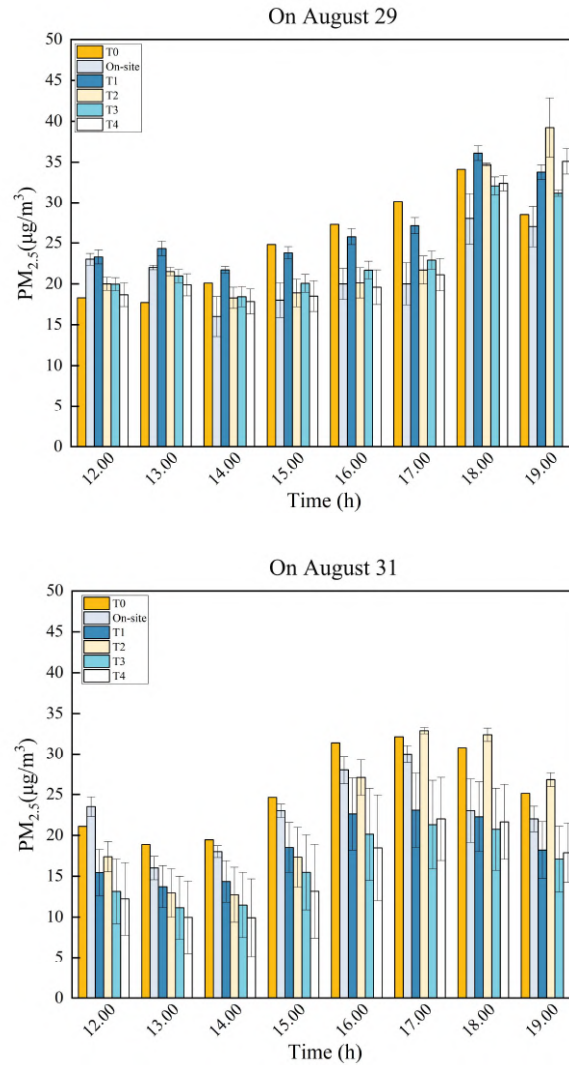 On August 29
PM2.5(μg/m³)
50
45
40
35
30
25
20
15
10
5
0
T0
On-site
T1
T2
T3
T4
12.00 13.00 14.00 15.00 16.00 17.00 18.00 19.00
Time (h)
On August 31
PM2.5(μg/m³)
50
45
40
35
30
25
20
15
10
5
0
T0
On-site
T1
T2
T3
T4
12.00 13.00 14.00 15.00 16.00 17.00 18.00 19.00
Time (h)